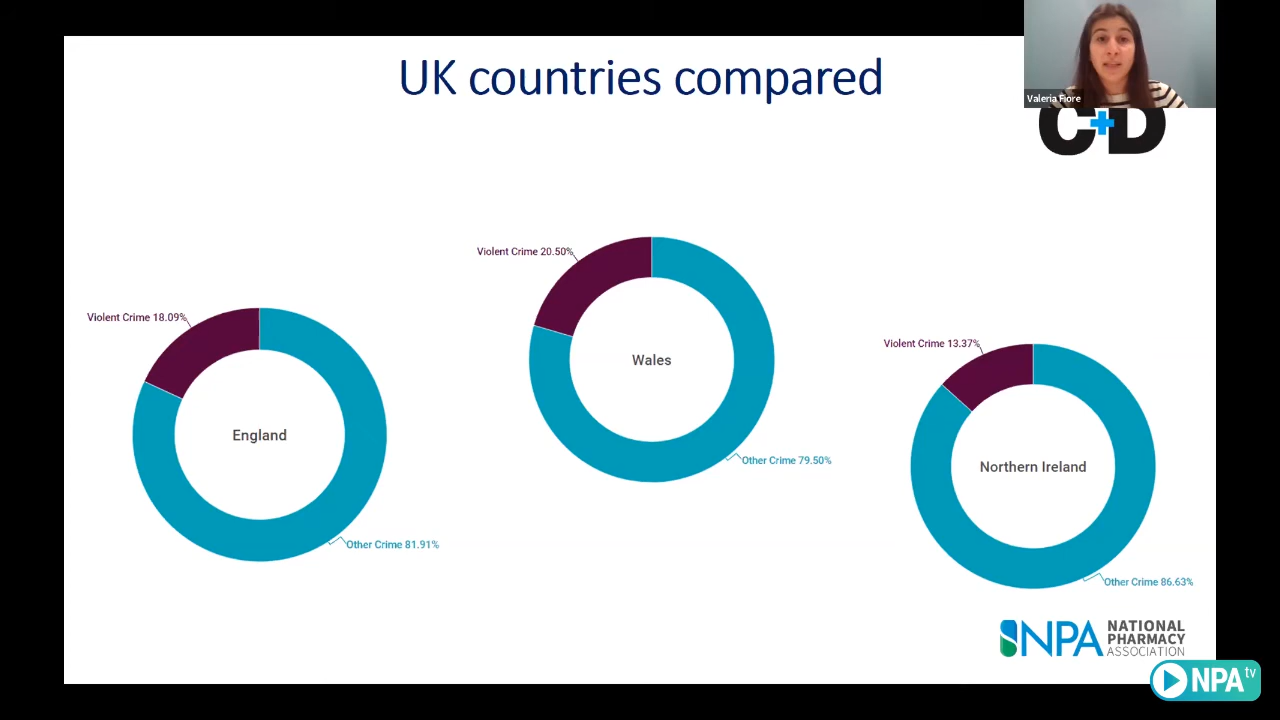 UK countries compared
Valeria Fiore
C+D
Violent Crime 20.50%
Violent Crime 18.09%
Violent Crime 13.37%
Wales
England
Other Crime 79.50%
Northern Ireland
Other Crime 81.91%
Other Crime 86.63%
NPA
NATIONAL
PHARMACY
ASSOCIATION
NPA tv